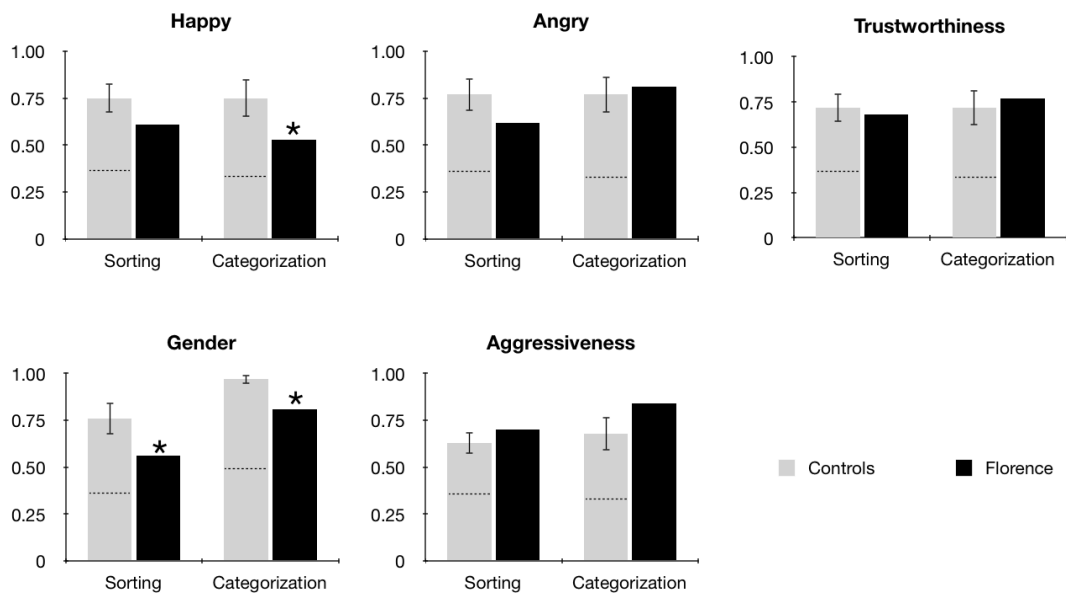 Happy
1.00
0.75
0.50
0.25
0
*
Sorting
Categorization
Angry
1.00
0.75
0.50
0.25
0
Sorting
Categorization
Trustworthiness
1.00
0.75
0.50
0.25
0
Sorting
Categorization
Gender
1.00
0.75
0.50
0.25
0
*
*
Sorting
Categorization
Aggressiveness
1.00
0.75
0.50
0.25
0
Sorting
Categorization
Controls
Florence